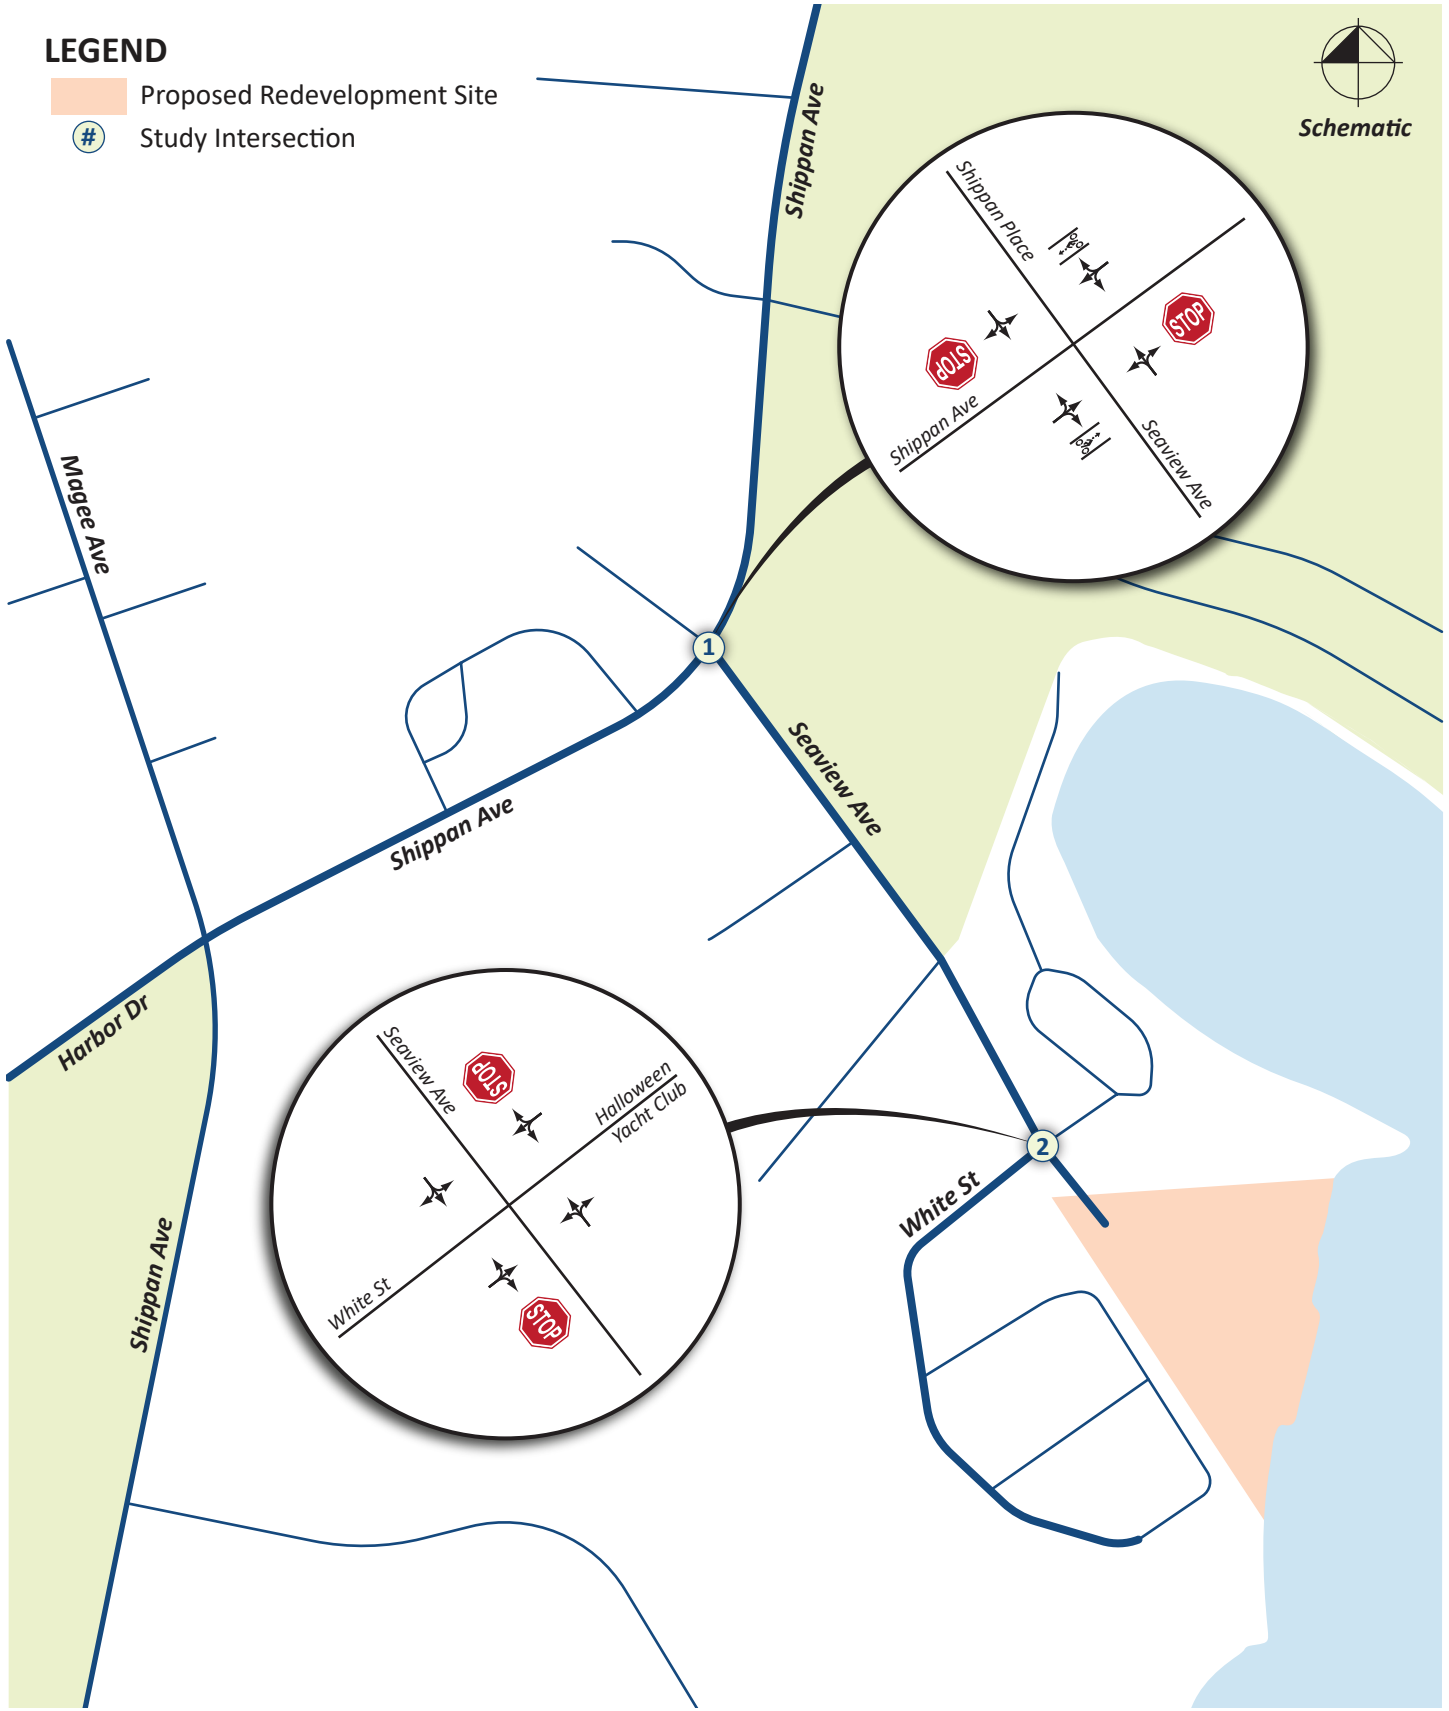 LEGEND
Proposed Redevelopment Site
#
Study Intersection
Schematic
Shippan Ave
Shippan Place
STOP
STOP
Shippan Ave
Seaview Ave
Magee Ave
1
Seaview Ave
Shippan Ave
Harbor Dr
Seaview Ave
STOP
Halloween
Yacht Club
White St
STOP
2
White St
Shippan Ave